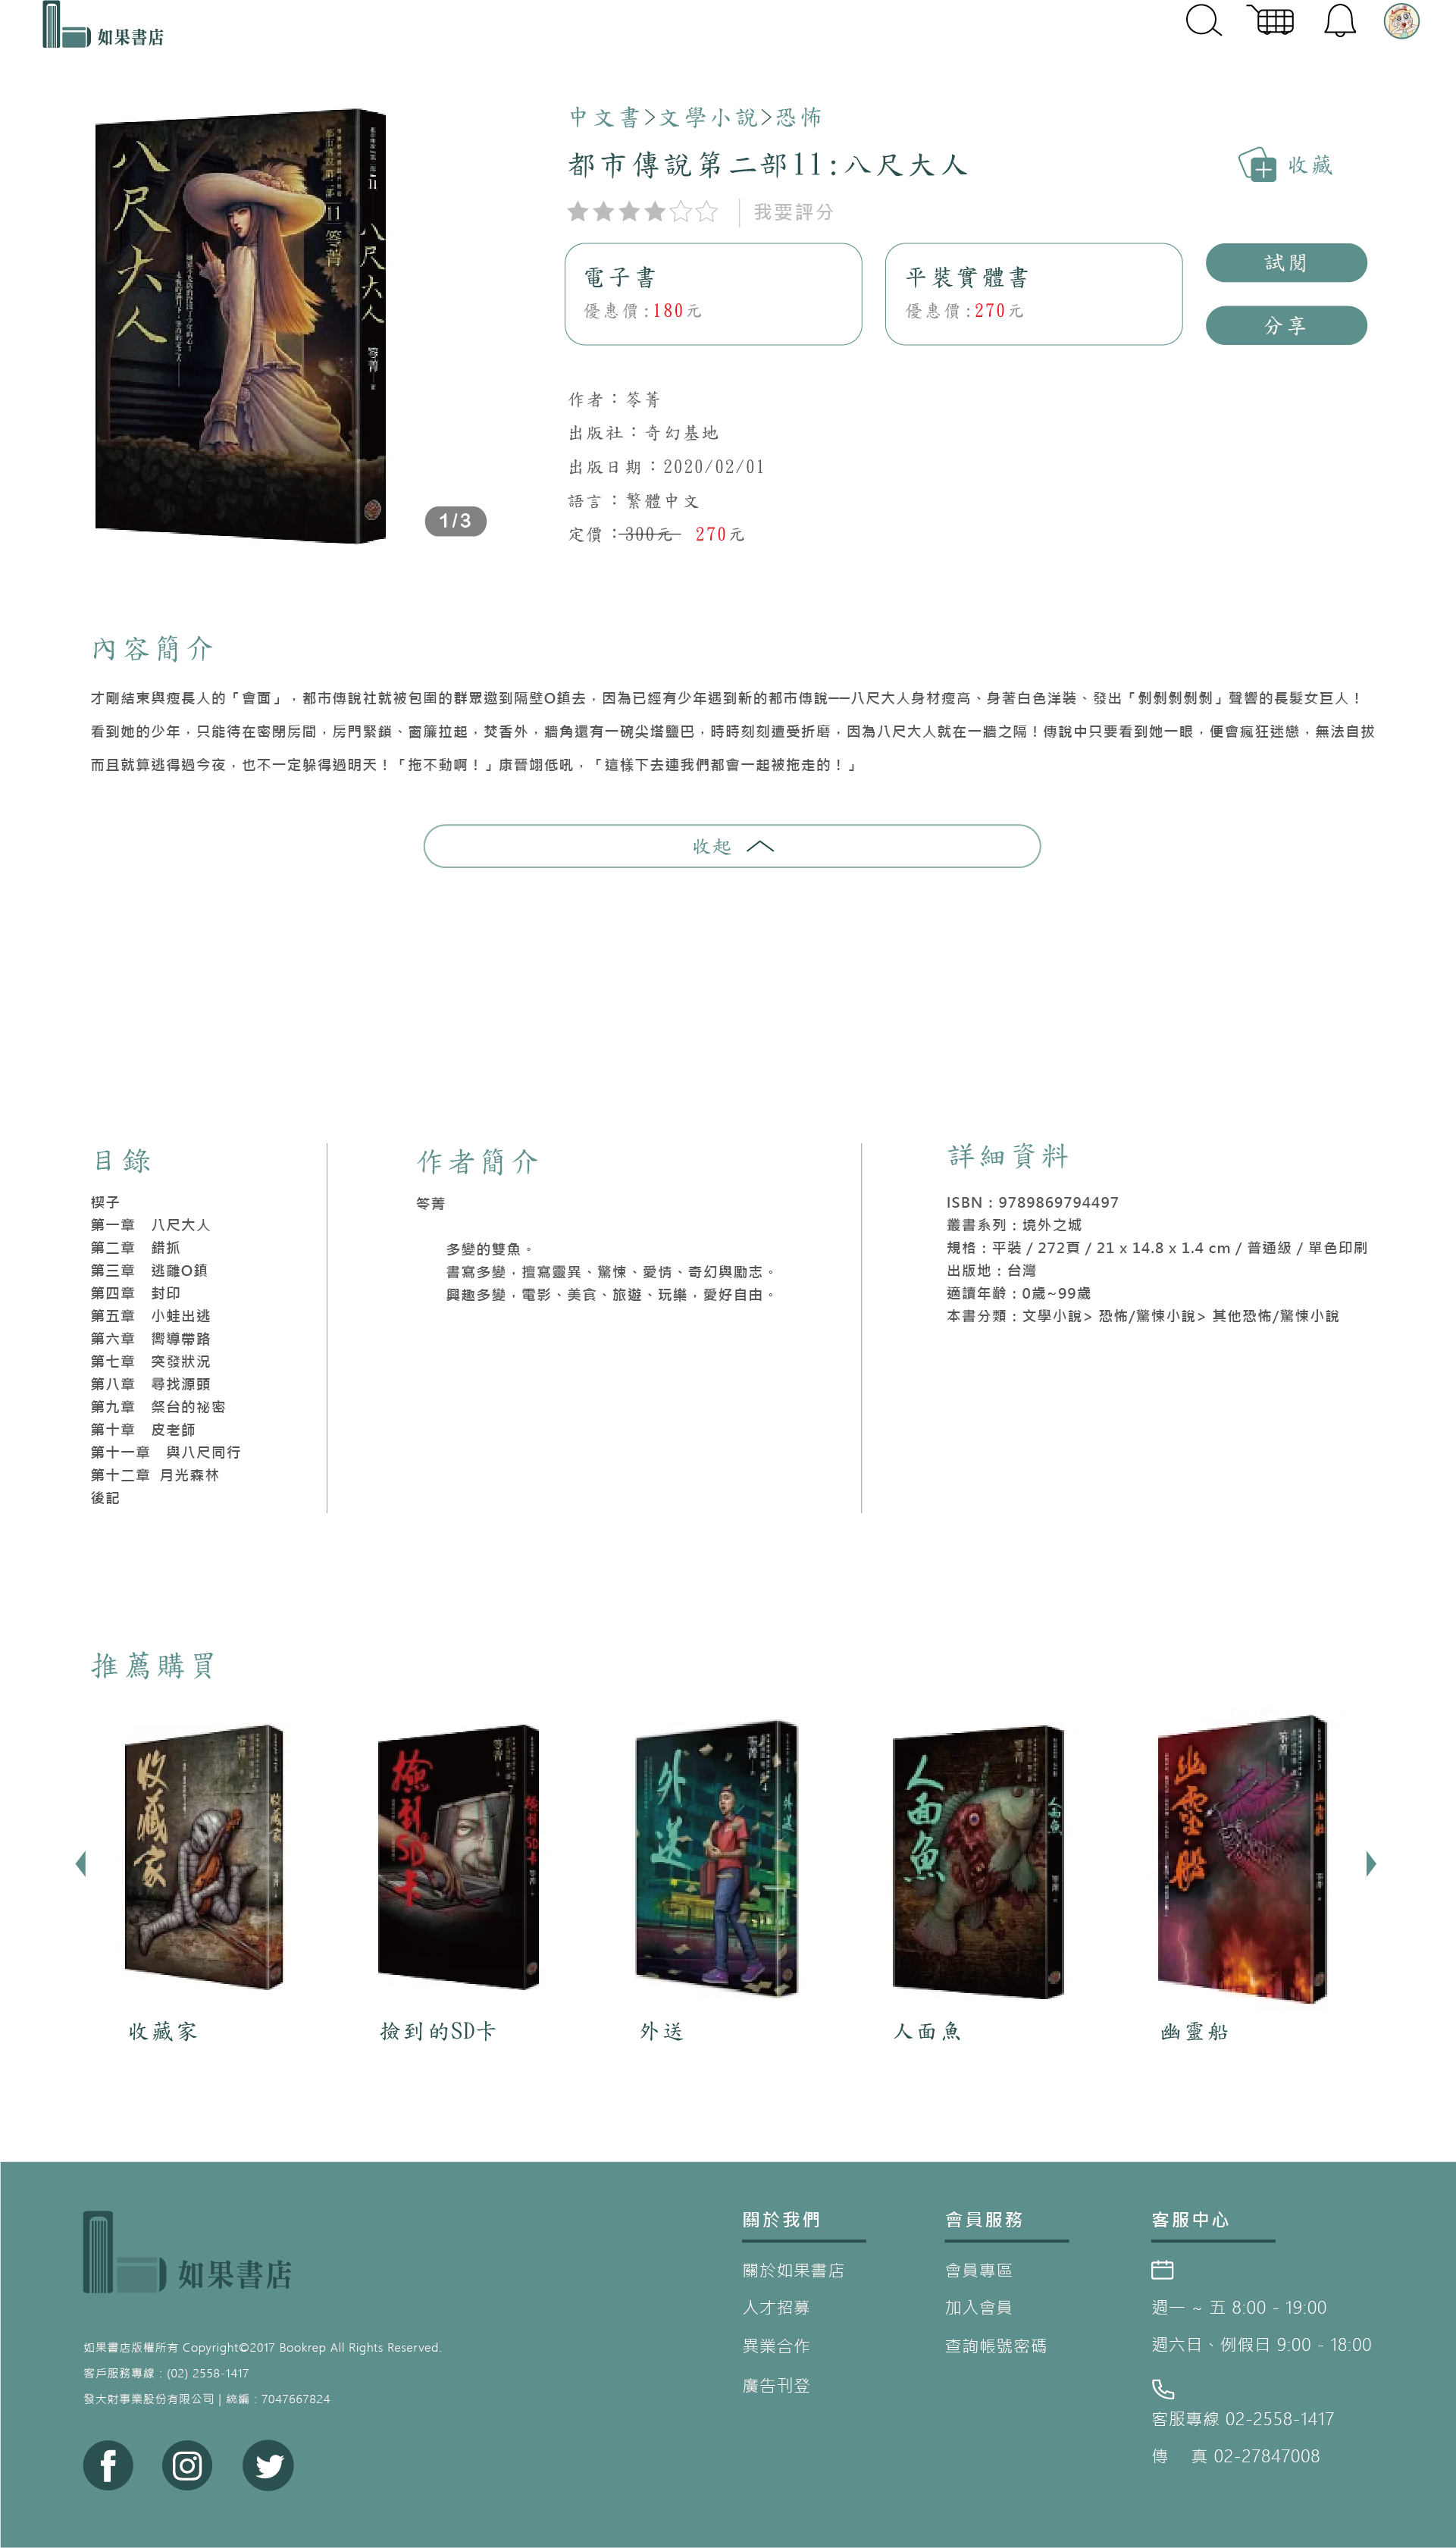 如果書店
中文書>文學小說>恐怖
都市傳說第二部11:八尺大人
收藏
我要評分
電子書
優惠價:180元
平裝實體書
優惠價:270元
試閱
分享
八尺大人
11
笭菁
八尺大人
笭菁
1/3
作者：笭菁
出版社：奇幻基地
出版日期：2020/02/01
語言：繁體中文
定價：300元 270元
內容簡介
才剛結束與瘦長人的「會面」，都市傳說社就被包圍的群眾邀到隔壁O鎮去，因為已經有少年遇到新的都市傳說──八尺大人身材瘦高、身著白色洋裝、發出「剝剝剝剝剝」聲響的長髮女巨人！
看到她的少年，只能待在密閉房間，房門緊鎖、窗簾拉起，焚香外，牆角還有一碗尖塔鹽巴，時時刻刻遭受折磨，因為八尺大人就在一牆之隔！傳說中只要看到她一眼，便會瘋狂迷戀，無法自拔
而且就算逃得過今夜，也不一定躲得過明天！「拖不動啊！」康晉翊低吼，「這樣下去連我們都會一起被拖走的！」
收起
目錄
楔子
第一章　八尺大人
第二章　錯抓
第三章　逃離O鎮
第四章　封印
第五章　小蛙出逃
第六章　嚮導帶路
第七章　突發狀況
第八章　尋找源頭
第九章　祭台的祕密
第十章　皮老師
第十一章　與八尺同行
第十二章 月光森林
後記
作者簡介
笭菁
多變的雙魚。
書寫多變，擅寫靈異、驚悚、愛情、奇幻與勵志。
興趣多變，電影、美食、旅遊、玩樂，愛好自由。
詳細資料
ISBN：9789869794497
叢書系列：境外之城
規格：平裝 / 272頁 / 21 x 14.8 x 1.4 cm / 普通級 / 單色印刷
出版地：台灣
適讀年齡：0歲~99歲
本書分類：文學小說> 恐怖/驚悚小說> 其他恐怖/驚悚小說
推薦購買
收藏家
撿到SD卡
外送
人面魚
幽靈船
收藏家
撿到的SD卡
外送
人面魚
幽靈船
如果書店
如果書店版權所有 Copyright©2017 Bookrep All Rights Reserved.
客戶服務專線：(02) 2558-1417
發大財事業股份有限公司 | 統編：7047667824
關於我們
關於如果書店
人才招募
異業合作
廣告刊登
會員服務
會員專區
加入會員
查詢帳號密碼
客服中心
週一 ~ 五 8:00 - 19:00
週六日、例假日 9:00 - 18:00
客服專線 02-2558-1417
傳　真 02-27847008